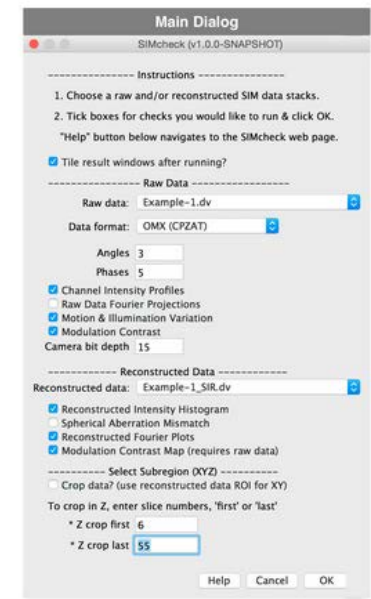 Main Dialog
SIMcheck (v1.0.0-SNAPSHOT)
--------------- Instructions ---------------
1. Choose a raw and/or reconstructed SIM data stacks.
2. Tick boxes for checks you would like to run & click OK.
"Help" button below navigates to the SIMcheck web page.
Tile result windows after running?
---------------- Raw Data -----------------
Raw data: Example-1.dv
Data format: OMX (CPZAT)
Angles 3
Phases 5
Channel Intensity Profiles
Raw Data Fourier Projections
Motion & Illumination Variation
Modulation Contrast
Camera bit depth 15
------------ Reconstructed Data ------------
Reconstructed data: Example-1_SIR.dv
Reconstructed Intensity Histogram
Spherical Aberration Mismatch
Reconstructed Fourier Plots
Modulation Contrast Map (requires raw data)
---------- Select Subregion (XYZ) ----------
Crop data? (use reconstructed data ROI for XY)
To crop in Z, enter slice numbers, 'first' or 'last'
* Z crop first 6
* Z crop last 55
Help Cancel OK